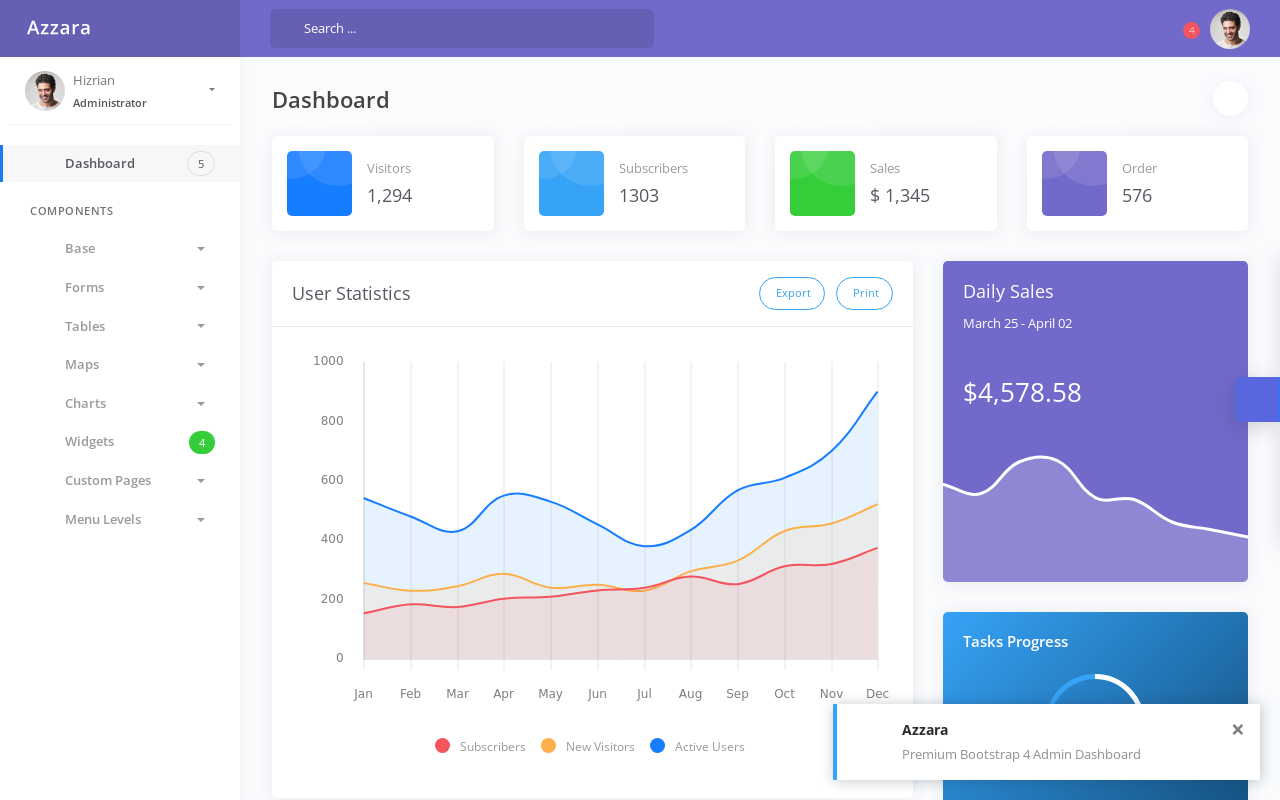 Azzara
Search ...
4
Hizrian
Administrator
Dashboard
5
COMPONENTS
Base
Forms
Tables
Maps
Charts
Widgets
4
Custom Pages
Menu Levels
Dashboard
Visitors
1,294
Subscribers
1303
Sales
$ 1,345
Order
576
User Statistics
Export
Print
1000
800
600
400
200
0
Jan Feb Mar Apr May Jun Jul Aug Sep Oct Nov Dec
Subscribers New Visitors Active Users
Daily Sales
March 25 - April 02
$4,578.58
Tasks Progress
Azzara
Premium Bootstrap 4 Admin Dashboard